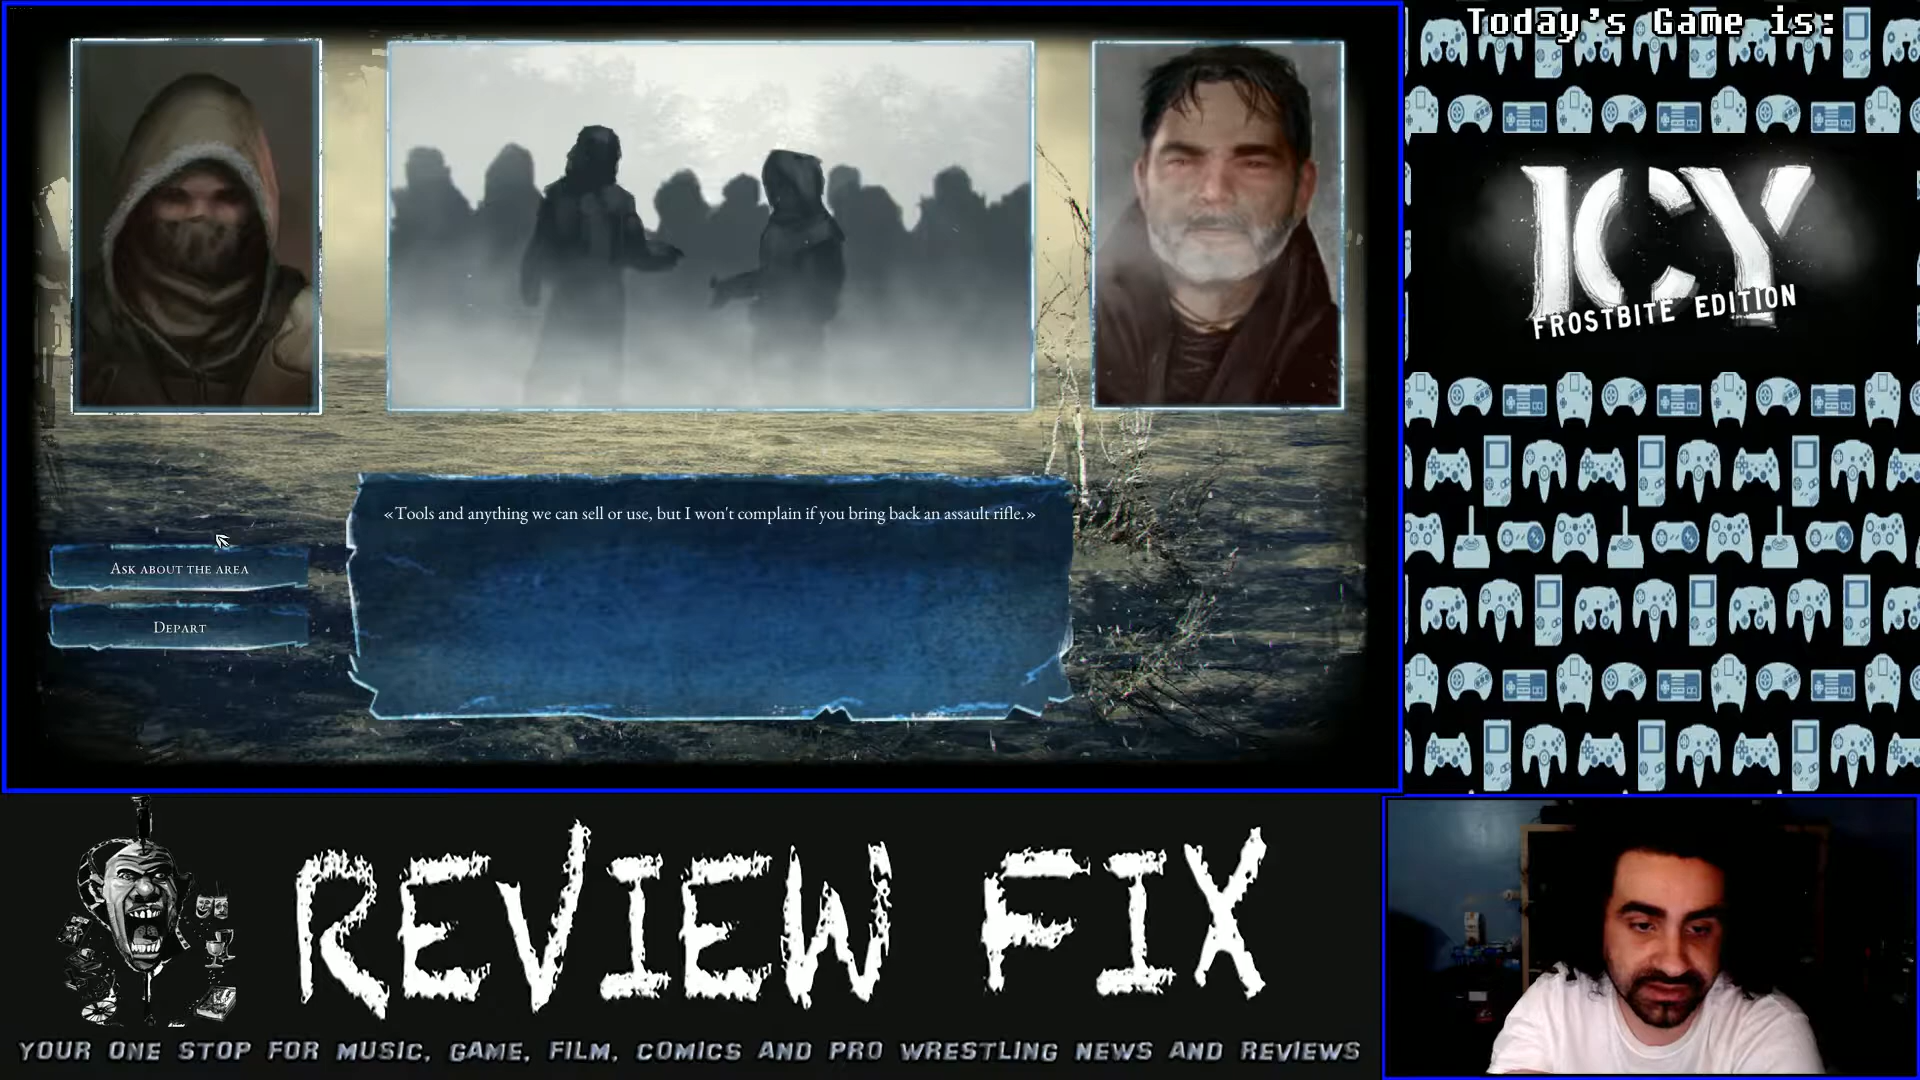 Today's Game is:
ICY
FROSTBITE EDITION
«Tools and anything we can sell or use, but I won't complain if you bring back an assault rifle.»
Ask about the area
Depart
REVIEW FIX
YOUR ONE STOP FOR MUSIC, GAME, FILM, COMICS AND PRO WRESTLING NEWS AND REVIEWS